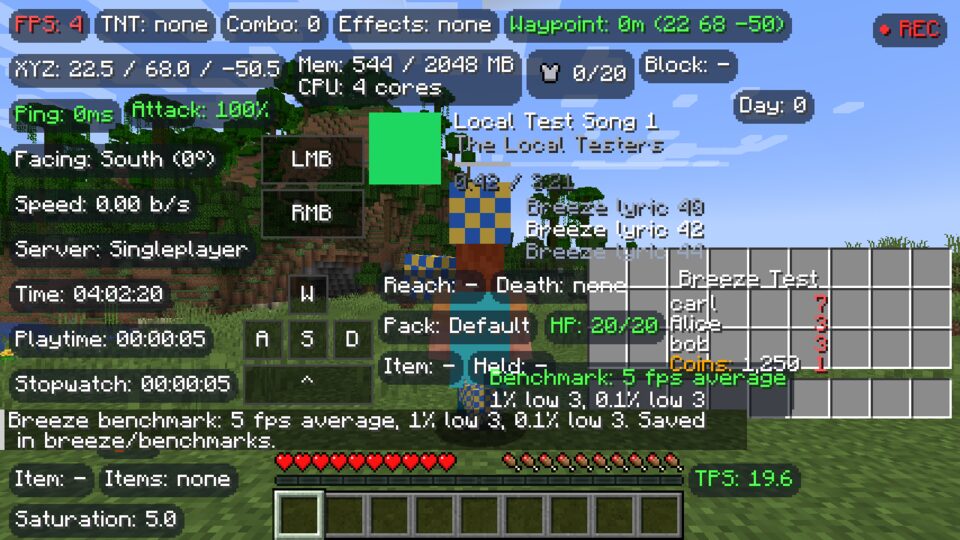 FPS: 4
TNT: none
Combo: 0
Effects: none
Waypoint: 0m (22 68 -50)
● REC
XYZ: 22.5 / 68.0 / -50.5
Mem: 544 / 2048 MB
CPU: 4 cores
0/20
Block: -
Day: 0
Ping: 0ms
Attack: 100%
Local Test Song 1
The Local Testers
0:42 / 3:21
Facing: South (0°)
LMB
Speed: 0.00 b/s
RMB
Breeze lyric 40
Breeze lyric 42
Breeze lyric 44
Server: Singleplayer
Breeze Test
Reach: -
Death: none
Time: 04:02:20
W
carl 7
Alice 3
bob 3
Coins: 1,250 1
Pack: Default
HP: 20/20
Playtime: 00:00:05
A
S
D
Item: -
Held: -
Stopwatch: 00:00:05
^
Benchmark: 5 fps average
1% low 3, 0.1% low 3
Breeze benchmark: 5 fps average, 1% low 3, 0.1% low 3. Saved
in breeze/benchmarks.
Item: -
Items: none
TPS: 19.6
Saturation: 5.0